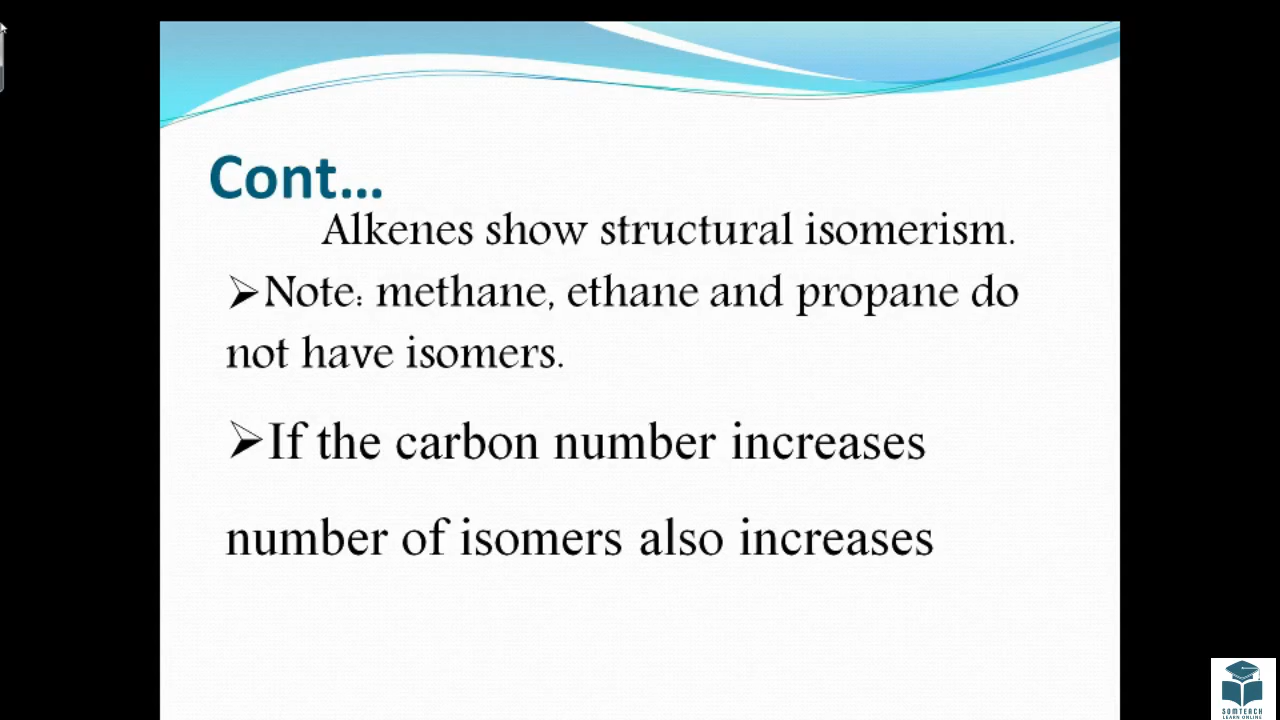 Cont...
Alkenes show structural isomerism.
➢Note: methane, ethane and propane do
not have isomers.
➢If the carbon number increases
number of isomers also increases
SOMTEACH
LEARN ONLINE